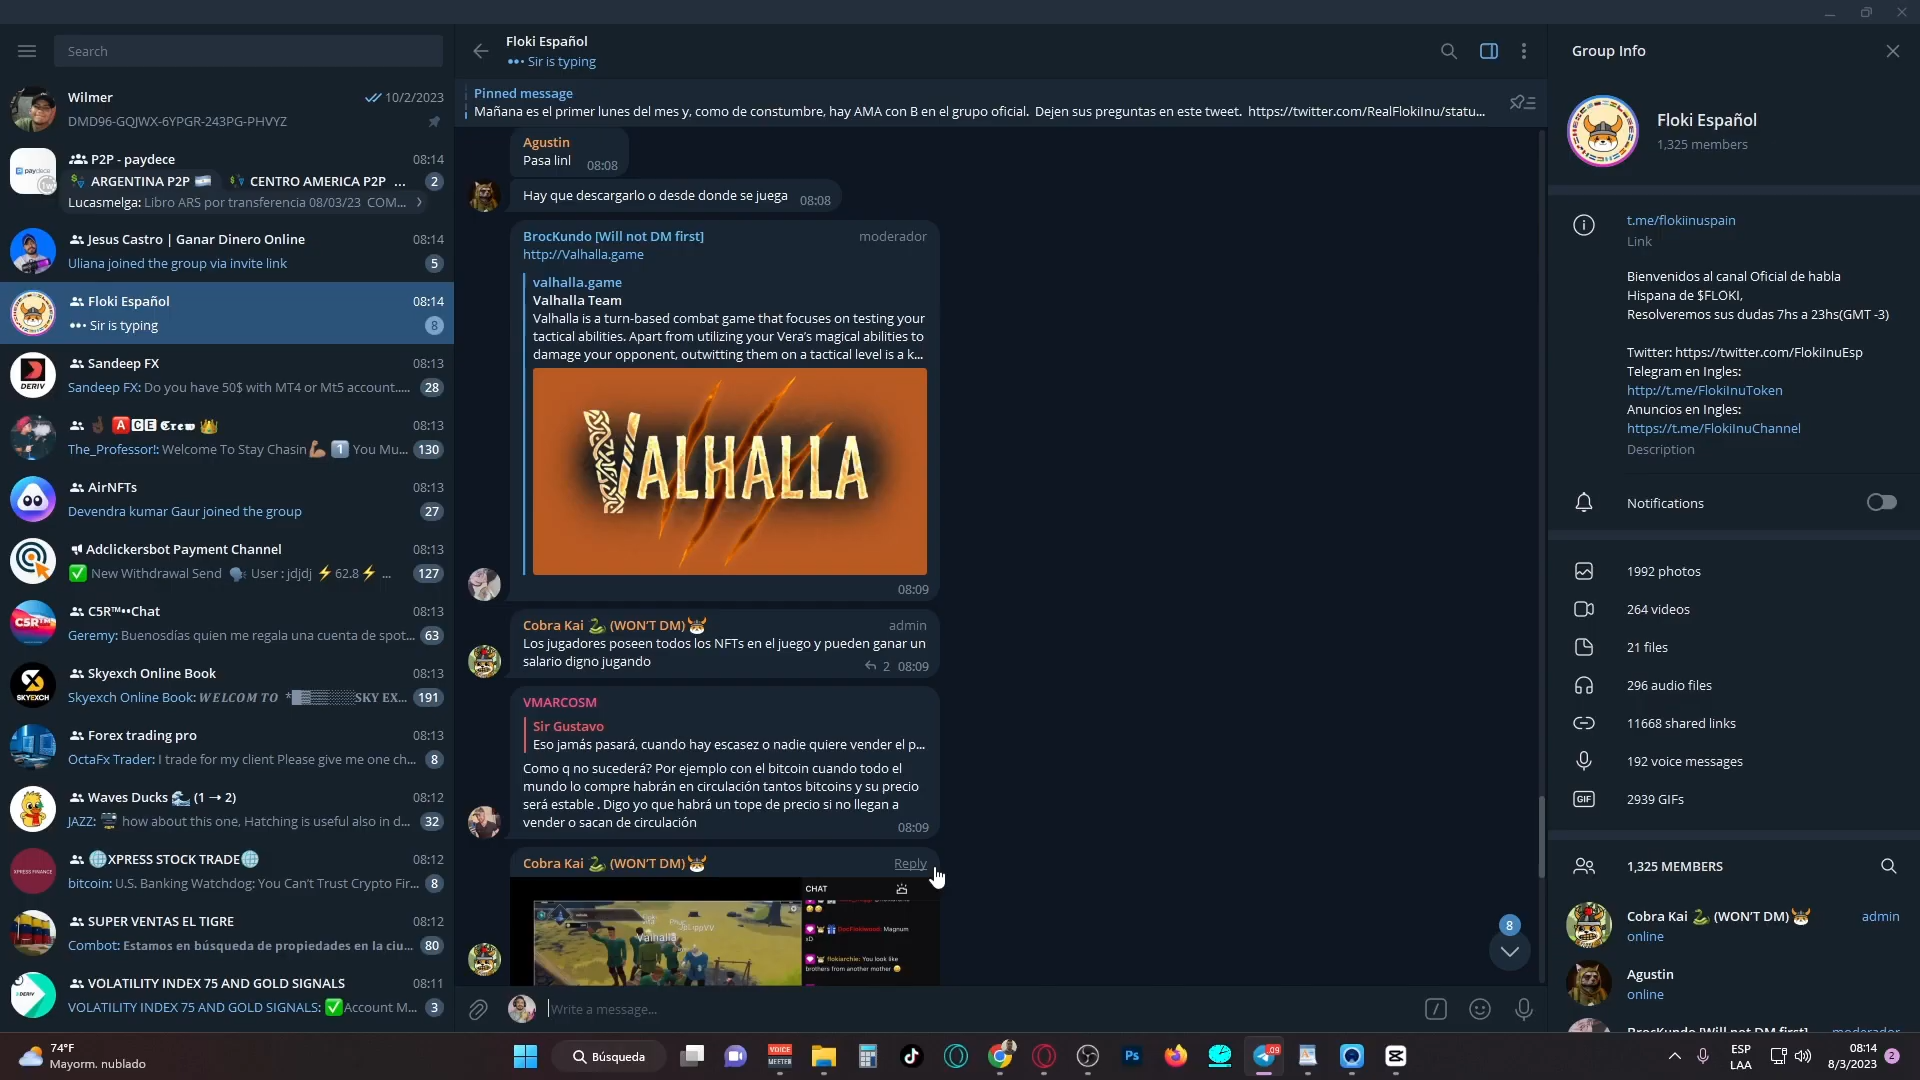 Search
Wilmer
10/2/2023
DMD96-GQJWX-6YPGR-243PG-PHVYZ
P2P - paydece
08:14
ARGENTINA P2P
CENTRO AMERICA P2P ...
2
Lucasmelga: Libro ARS por transferencia 08/03/23 COM...
Jesus Castro | Ganar Dinero Online
08:14
Uliana joined the group via invite link
5
Floki Español
08:14
Sir is typing
8
Sandeep FX
08:13
Sandeep FX: Do you have 50$ with MT4 or Mt5 account.....
28
🅰🅲🅴 𝕮𝖗𝖊𝖜 👑
08:13
The_Professor!: Welcome To Stay Chasin💪🏾 1️⃣ You Mu...
130
AirNFTs
08:13
Devendra kumar Gaur joined the group
27
Adclickersbot Payment Channel
08:13
✅ New Withdrawal Send 🗣 User : jdjdj ⚡62.8⚡ ...
127
C5R™••Chat
08:13
Geremy: Buenosdías quien me regala una cuenta de spot...
63
Skyexch Online Book
08:13
Skyexch Online Book: 𝑾𝑬𝑳𝑪𝑶𝑴 𝑻𝑶 *█▓▒░░SKY EX...
191
Forex trading pro
08:13
OctaFx Trader: I trade for my client Please give me one ch...
8
Waves Ducks 🌊 (1 → 2)
08:12
JAZZ: how about this one, Hatching is useful also in d...
32
🌐XPRESS STOCK TRADE🌐
08:12
bitcoin: U.S. Banking Watchdog: You Can't Trust Crypto Fir...
8
SUPER VENTAS EL TIGRE
08:12
Combot: Estamos en búsqueda de propiedades en la ciu...
80
VOLATILITY INDEX 75 AND GOLD SIGNALS
08:11
VOLATILITY INDEX 75 AND GOLD SIGNALS: ✅Account M...
3
Floki Español
Sir is typing
Pinned message
Mañana es el primer lunes del mes y, como de constumbre, hay AMA con B en el grupo oficial. Dejen sus preguntas en este tweet. https://twitter.com/RealFlokiInu/statu...
Agustin
Pasa linl 08:08
Hay que descargarlo o desde donde se juega 08:08
BrocKundo [Will not DM first] moderador
http://Valhalla.game
valhalla.game
Valhalla Team
Valhalla is a turn-based combat game that focuses on testing your
tactical abilities. Apart from utilizing your Vera's magical abilities to
damage your opponent, outwitting them on a tactical level is a k...
VALHALLA
08:09
Cobra Kai 🐍 (WON'T DM) admin
Los jugadores poseen todos los NFTs en el juego y pueden ganar un
salario digno jugando
2 08:09
VMARCOSM
Sir Gustavo
Eso jamás pasará, cuando hay escasez o nadie quiere vender el p...
Como q no sucederá? Por ejemplo con el bitcoin cuando todo el
mundo lo compre habrán en circulación tantos bitcoins y su precio
será estable . Digo yo que habrá un tope de precio si no llegan a
vender o sacan de circulación
08:09
Cobra Kai 🐍 (WON'T DM) Reply
CHAT
Valhalla
Magnum
xD
flokiarchie: You look like
brothers from another mother
8
Write a message...
Group Info
Floki Español
1,325 members
t.me/flokiinuspain
Link
Bienvenidos al canal Oficial de habla
Hispana de $FLOKI,
Resolveremos sus dudas 7hs a 23hs(GMT -3)
Twitter: https://twitter.com/FlokiInuEsp
Telegram en Ingles:
http://t.me/FlokiInuToken
Anuncios en Ingles:
https://t.me/FlokiInuChannel
Description
Notifications
1992 photos
264 videos
21 files
296 audio files
11668 shared links
192 voice messages
GIF
2939 GIFs
1,325 MEMBERS
Cobra Kai 🐍 (WON'T DM) admin
online
Agustin
online
BrocKundo [Will not DM first] moderador
74°F
Mayorm. nublado
Búsqueda
ESP
LAA
08:14
8/3/2023
2